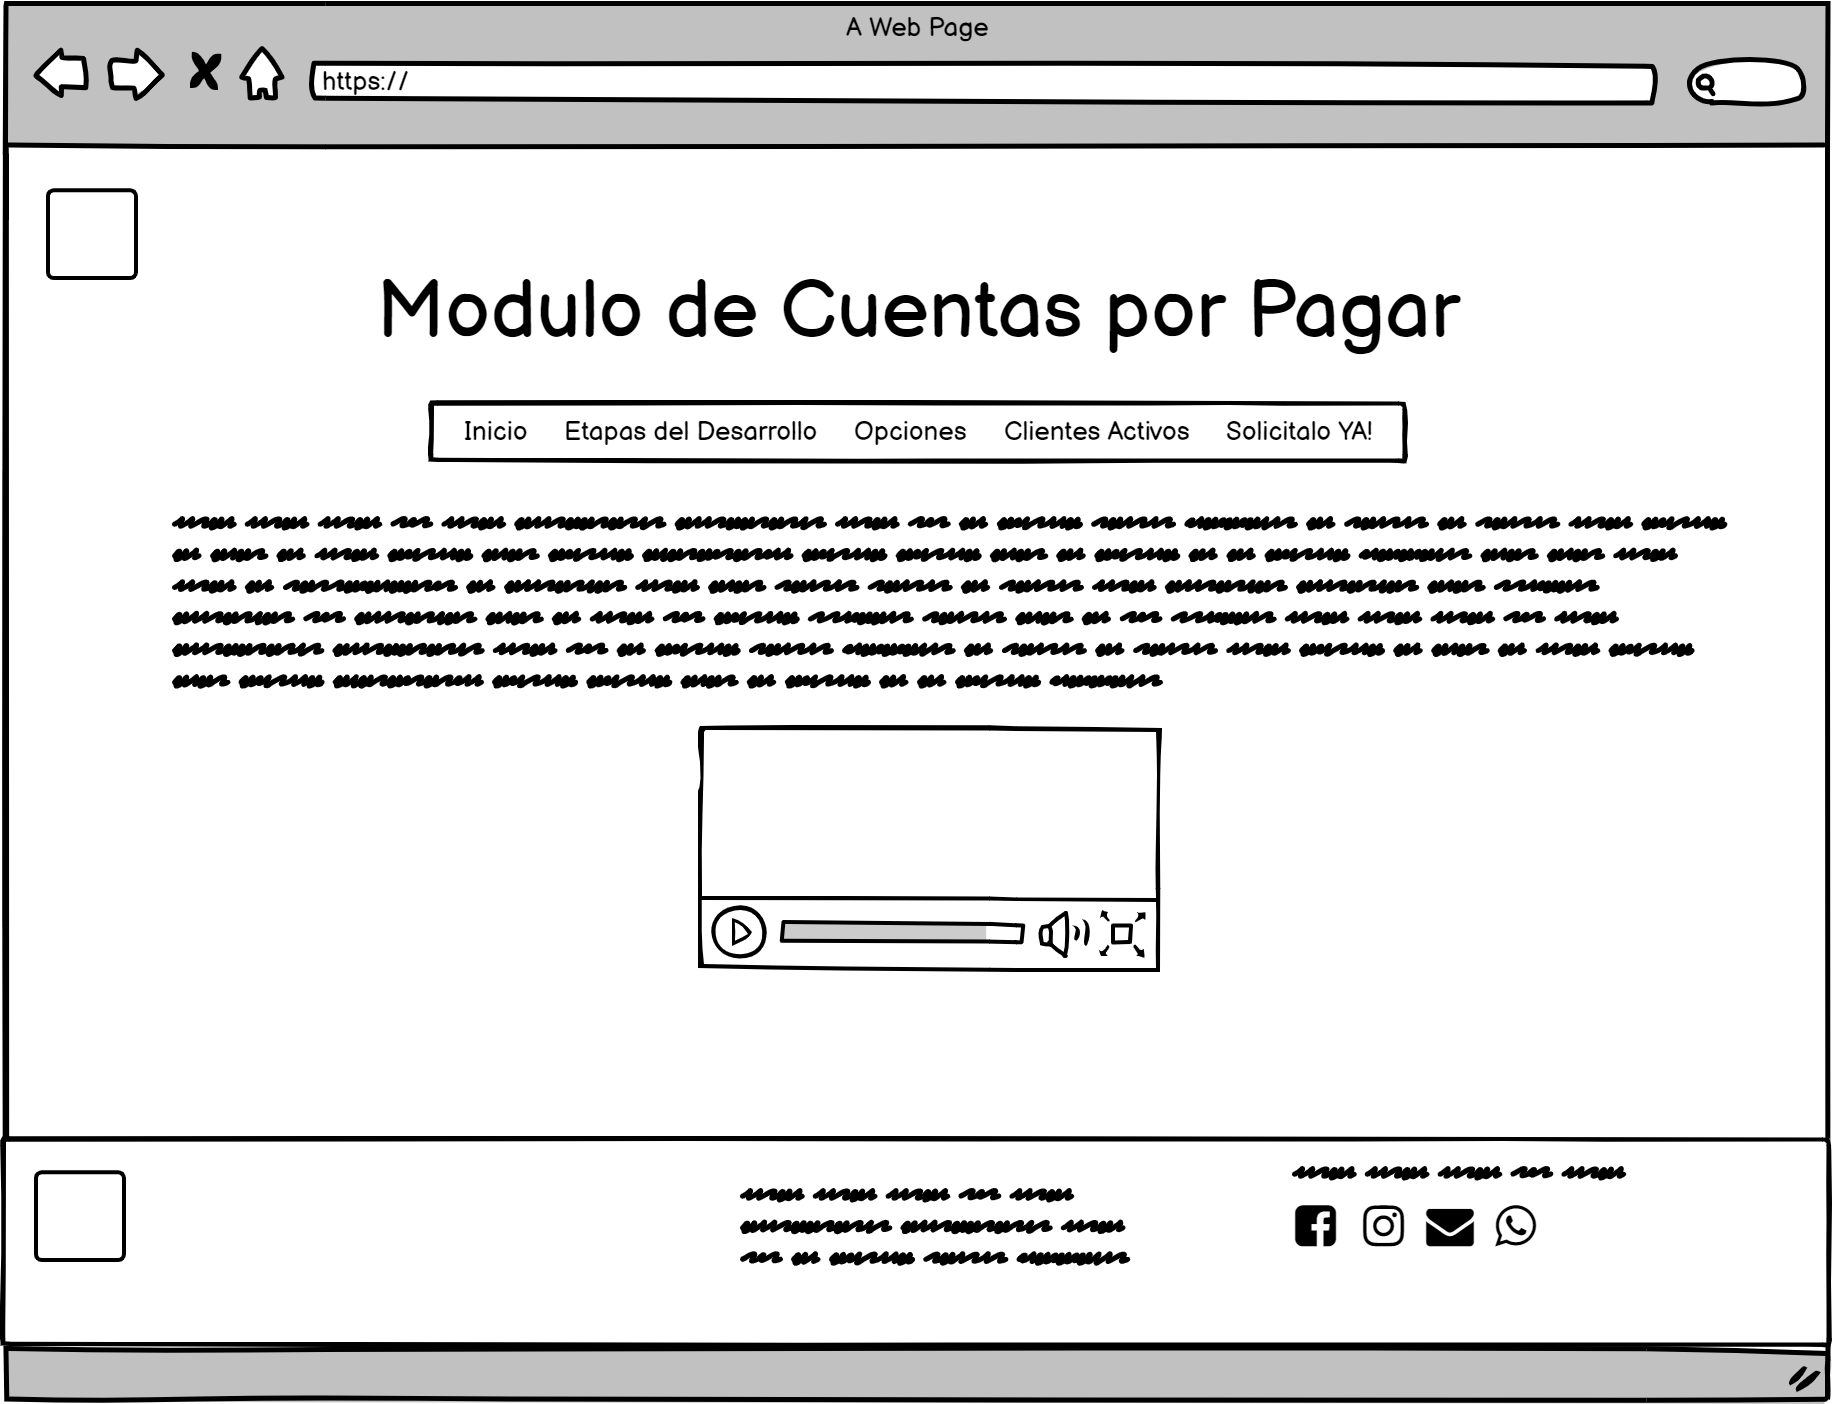 A Web Page
https://
Modulo de Cuentas por Pagar
Inicio Etapas del Desarrollo Opciones Clientes Activos Solicitalo YA!